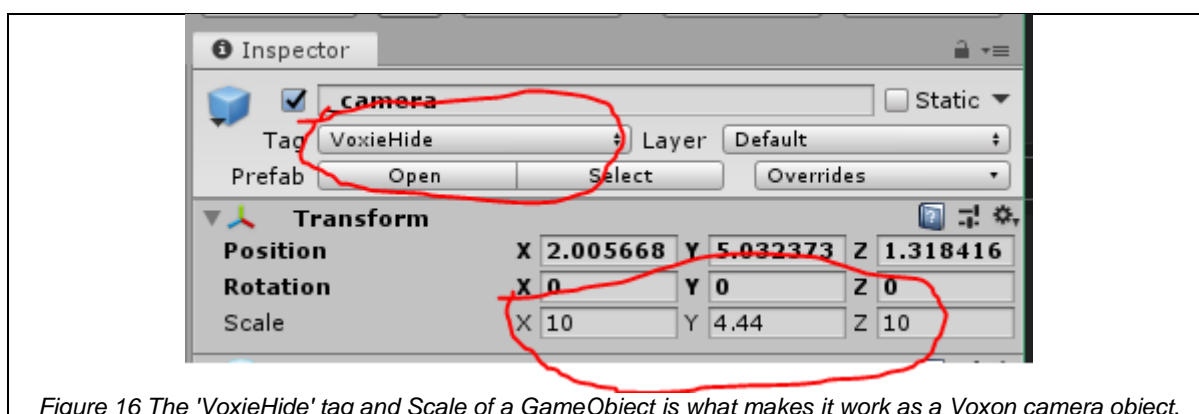 Inspector
_camera Static
Tag VoxieHide Layer Default
Prefab Open Select Overrides
Transform
Position X 2.005668 Y 5.032373 Z 1.318416
Rotation X 0 Y 0 Z 0
Scale X 10 Y 4.44 Z 10
Figure 16 The 'VoxieHide' tag and Scale of a GameObject is what makes it work as a Voxon camera object.